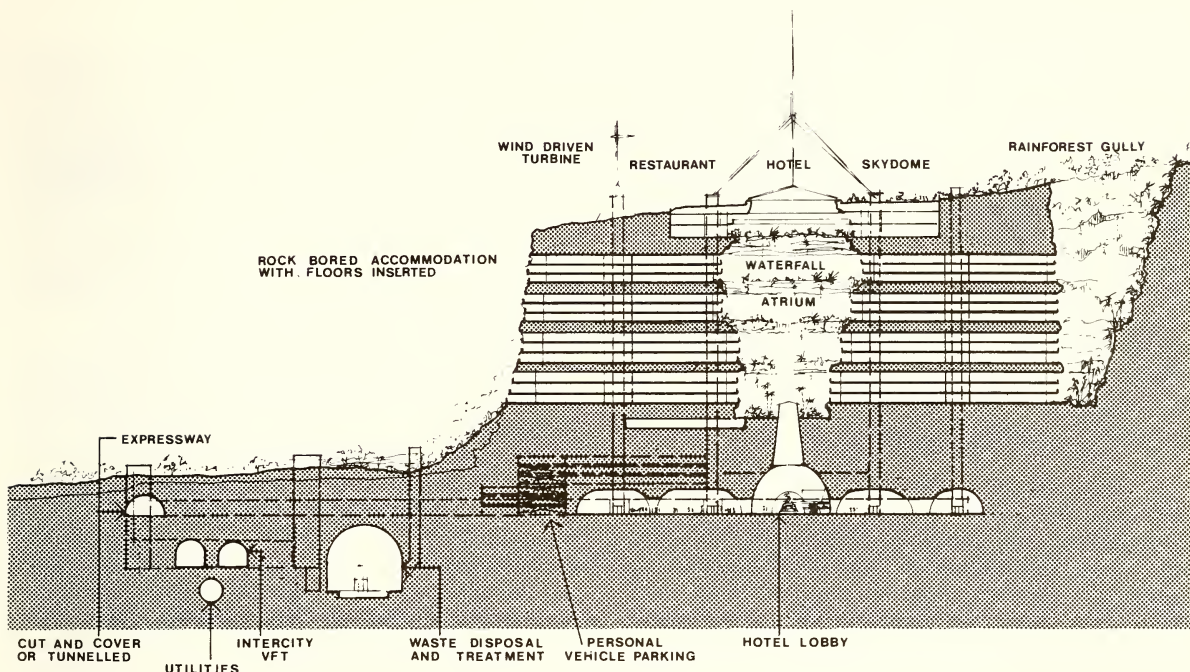 WIND DRIVEN
TURBINE
RESTAURANT
HOTEL
SKYDOME
RAINFOREST GULLY
ROCK BORED ACCOMMODATION
WITH. FLOORS INSERTED
WATERFALL
ATRIUM
EXPRESSWAY
CUT AND COVER
OR TUNNELLED
UTILITIES
INTERCITY
VFT
WASTE DISPOSAL
AND TREATMENT
PERSONAL
VEHICLE PARKING
HOTEL LOBBY